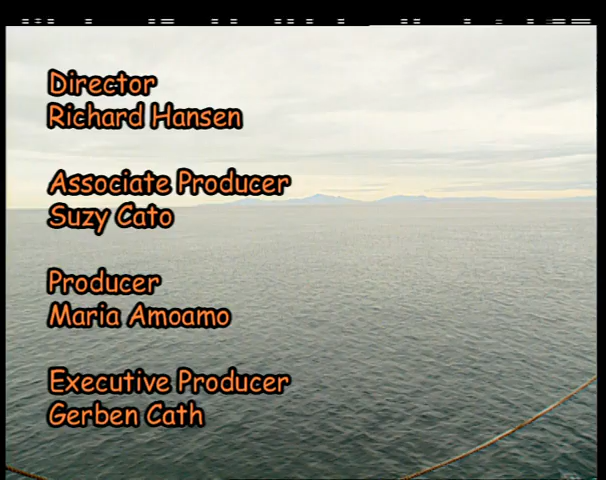 Director
Richard Hansen
Associate Producer
Suzy Cato
Producer
Maria Amoamo
Executive Producer
Gerben Cath